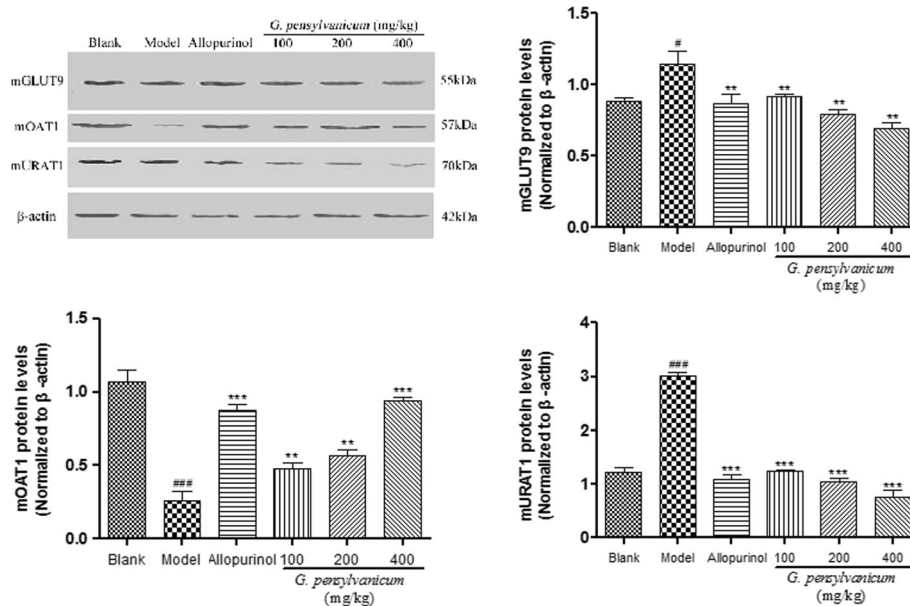 G. pensylvanicum (mg/kg)
Blank Model Allopurinol 100 200 400
mGLUT9 55kDa
mOAT1 57kDa
mURAT1 70kDa
β-actin 42kDa
mGLUT9 protein levels
(Normalized to β -actin)
1.5
1.0
0.5
0.0
#
**
**
**
**
Blank Model Allopurinol 100 200 400
G. pensylvanicum
(mg/kg)
mOAT1 protein levels
(Normalized to β -actin)
1.5
1.0
0.5
0.0
###
***
**
**
***
Blank Model Allopurinol 100 200 400
G. pensylvanicum
(mg/kg)
mURAT1 protein levels
(Normalized to β -actin)
4
3
2
1
0
###
***
***
***
***
Blank Model Allopurinol 100 200 400
G. pensylvanicum
(mg/kg)